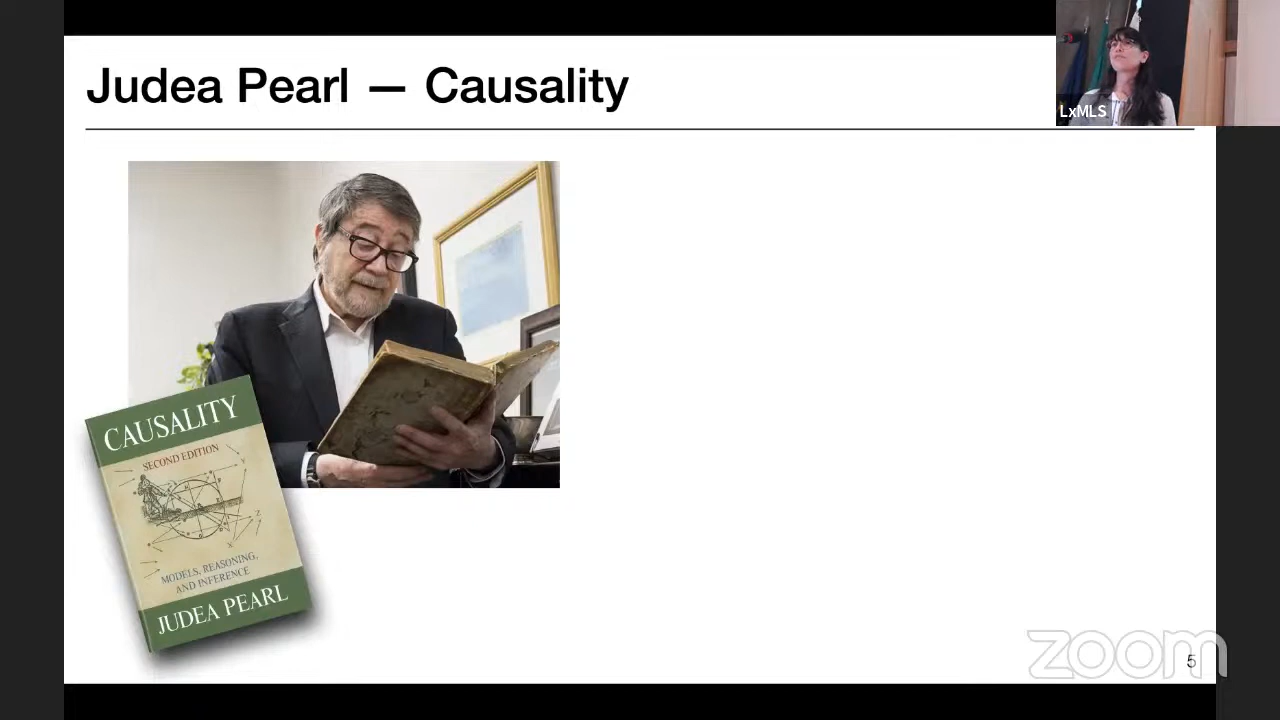 Judea Pearl — Causality
LxMLS
CAUSALITY
SECOND EDITION
MODELS, REASONING,
AND INFERENCE
JUDEA PEARL
zoom
5